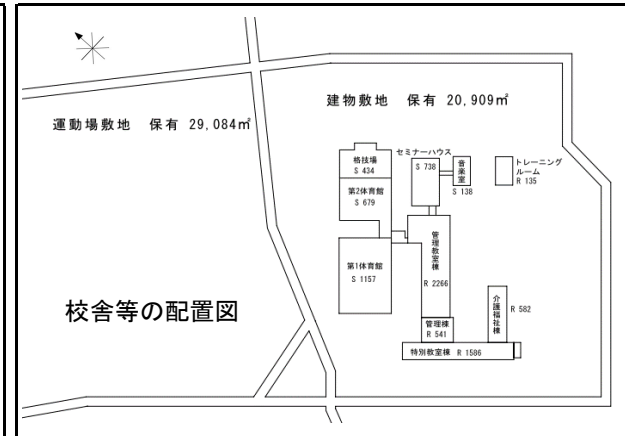 建物敷地 保有 20,909㎡
運動場敷地 保有 29,084㎡
セミナーハウス
S 738
音楽室
S 138
トレーニング
ルーム
R 135
格技場
S 434
第2体育館
S 679
管理教室棟
R 2266
第1体育館
S 1157
介護福祉棟
R 582
校舎等の配置図
管理棟
R 541
特別教室棟 R 1586